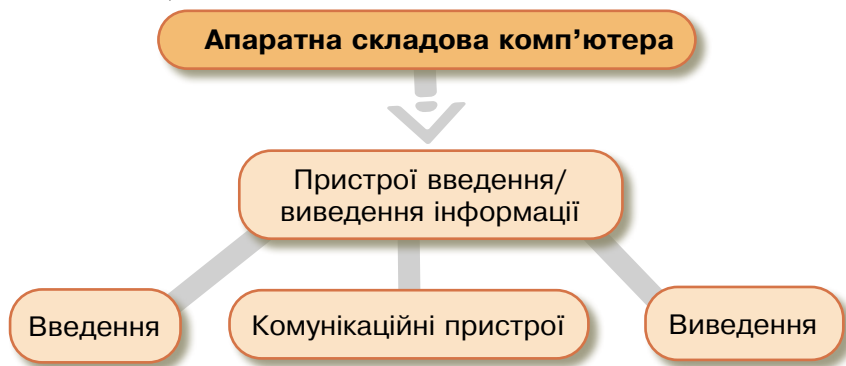 Апаратна складова комп’ютера
Пристрої введення/
виведення інформації
Введення
Комунікаційні пристрої
Виведення